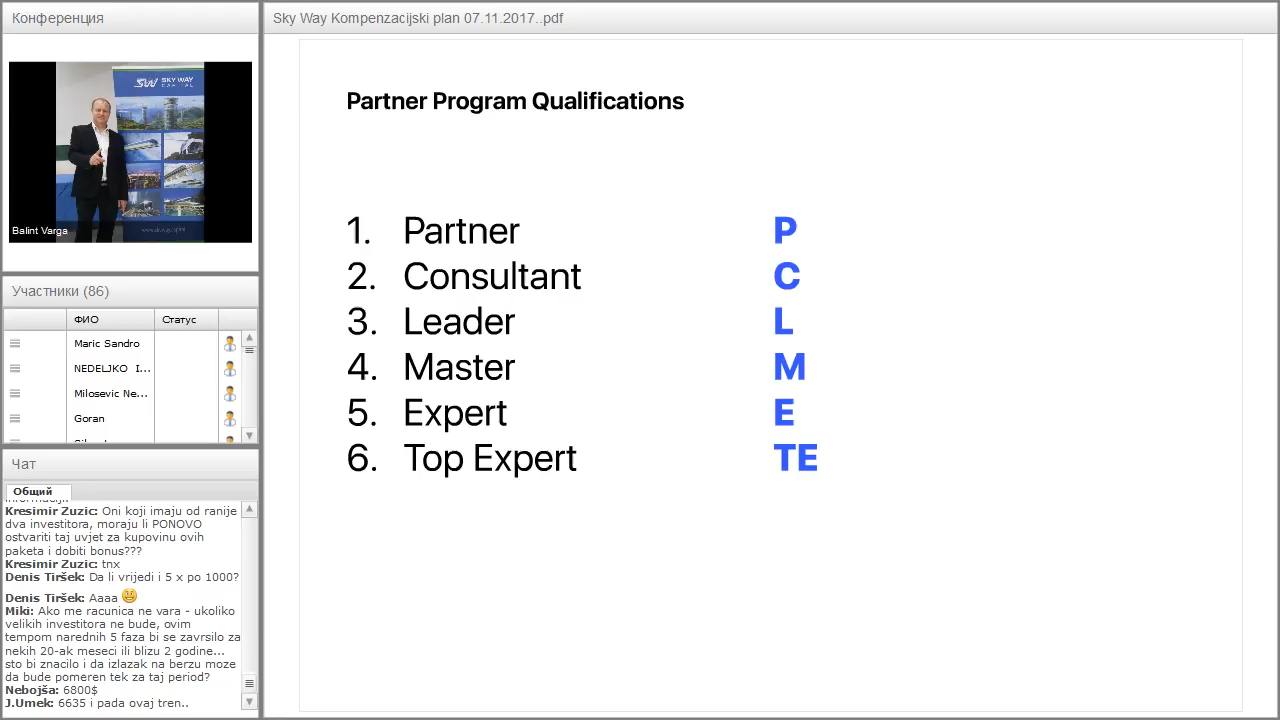 Конференция
SKY WAY
CAPITAL
Balint Varga
Участники (86)
ФИО Статус
Maric Sandro
NEDELJKO I...
Milosevic Ne...
Goran
Чат
Общий
Kresimir Zuzic: Oni koji imaju od ranije
dva investitora, moraju li PONOVO
ostvariti taj uvjet za kupovinu ovih
paketa i dobiti bonus???
Kresimir Zuzic: tnx
Denis Tiršek: Da li vrijedi i 5 x po 1000?
Denis Tiršek: Aaaa
Miki: Ako me racunica ne vara - ukoliko
velikih investitora ne bude, ovim
tempom narednih 5 faza bi se zavrsilo za
nekih 20-ak meseci ili blizu 2 godine...
sto bi znacilo i da izlazak na berzu moze
da bude pomeren tek za taj period?
Nebojša: 6800$
J.Umek: 6635 i pada ovaj tren..
Sky Way Kompenzacijski plan 07.11.2017..pdf
Partner Program Qualifications
1. Partner P
2. Consultant C
3. Leader L
4. Master M
5. Expert E
6. Top Expert TE